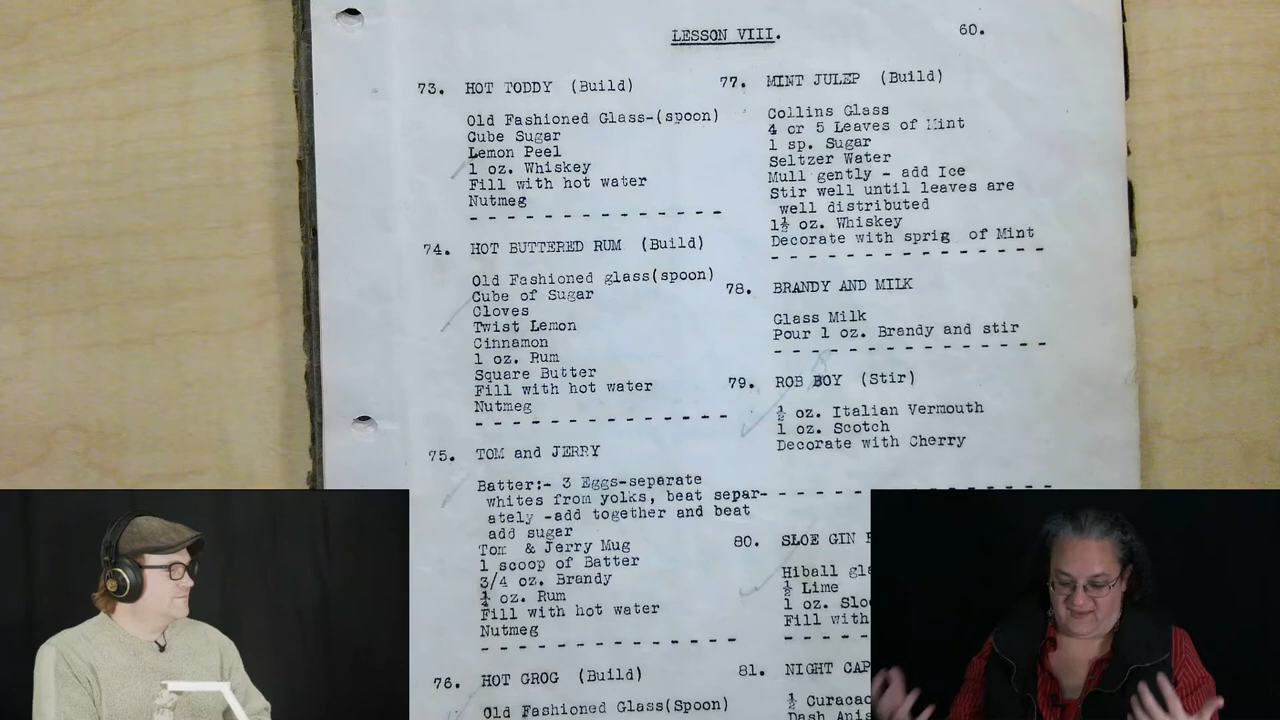 LESSON VIII.
60.
73. HOT TODDY (Build)
Old Fashioned Glass-(spoon)
Cube Sugar
Lemon Peel
1 oz. Whiskey
Fill with hot water
Nutmeg
74. HOT BUTTERED RUM (Build)
Old Fashioned glass(spoon)
Cube of Sugar
Cloves
Twist Lemon
Cinnamon
1 oz. Rum
Square Butter
Fill with hot water
Nutmeg
75. TOM and JERRY
Batter:- 3 Eggs-separate
whites from yolks, beat separ-
ately -add together and beat
add sugar
Tom & Jerry Mug
1 scoop of Batter
3/4 oz. Brandy
oz. Rum
Fill with hot water
Nutmeg
76. HOT GROG (Build)
Old Fashioned Glass(Spoon)
77. MINT JULEP (Build)
Collins Glass
4 or 5 Leaves of Mint
1 sp. Sugar
Seltzer Water
Mull gently - add Ice
Stir well until leaves are
well distributed
1½ oz. Whiskey
Decorate with sprig of Mint
78. BRANDY AND MILK
Glass Milk
Pour 1 oz. Brandy and stir
79. ROB BOY (Stir)
½ oz. Italian Vermouth
1 oz. Scotch
Decorate with Cherry
80. SLOE GIN
Hiball gla
½ Lime
1 oz. Slo
Fill with
81. NIGHT CAP
½ Curacao
Dash Anis